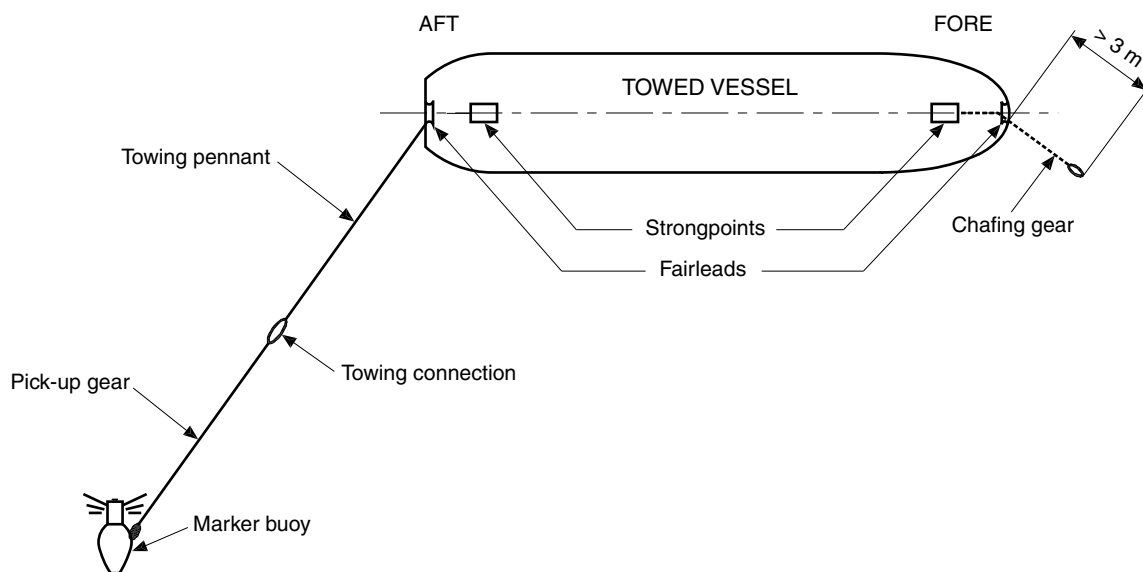 AFT
FORE
> 3 m
TOWED VESSEL
Towing pennant
Strongpoints
Chafing gear
Fairleads
Towing connection
Pick-up gear
Marker buoy